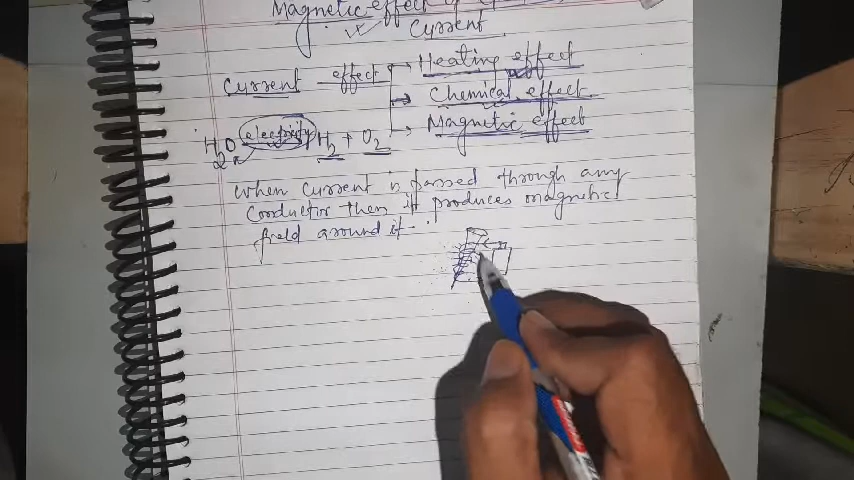 Magnetic effect of
Current
Current effect → Heating effect
→ Chemical effect
→ Magnetic effect
H2O electricity H2 + O2
When Current is passed through any
Conductor then it produces magnetic
field around it.